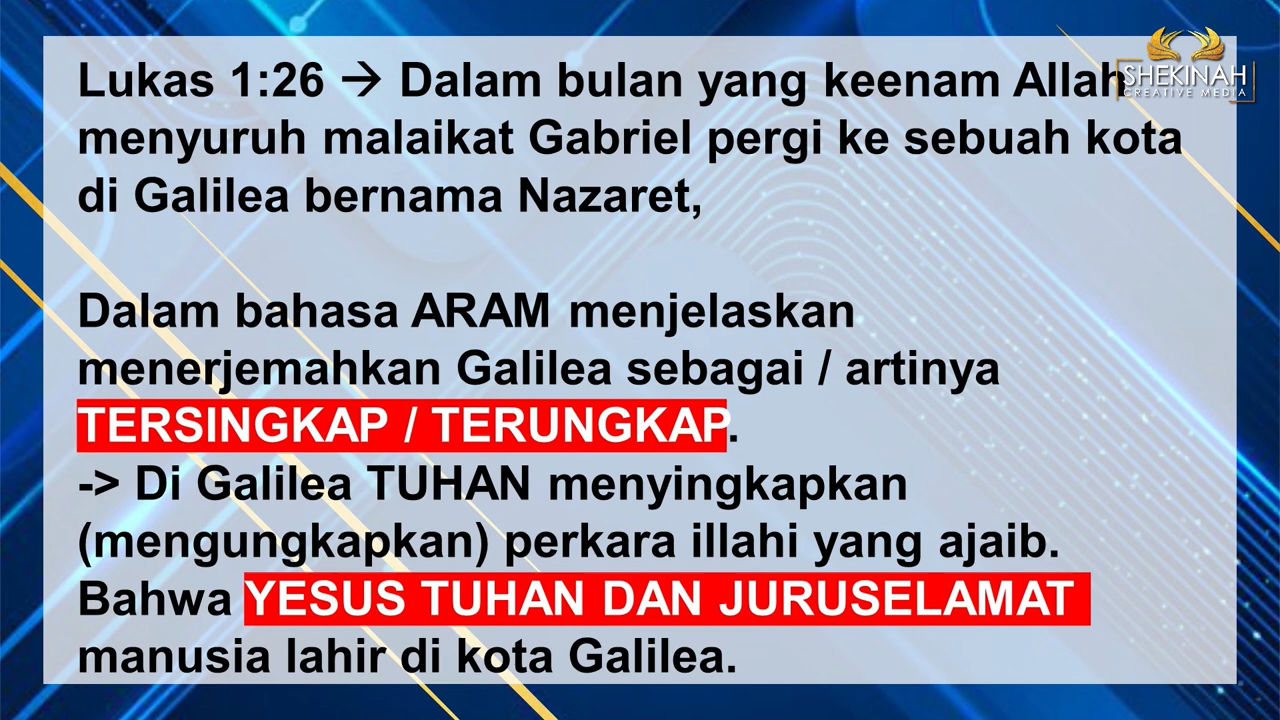 Lukas 1:26 → Dalam bulan yang keenam Allah
menyuruh malaikat Gabriel pergi ke sebuah kota
di Galilea bernama Nazaret,
Dalam bahasa ARAM menjelaskan
menerjemahkan Galilea sebagai / artinya
TERSINGKAP / TERUNGKAP.
-> Di Galilea TUHAN menyingkapkan
(mengungkapkan) perkara illahi yang ajaib.
Bahwa YESUS TUHAN DAN JURUSELAMAT
manusia lahir di kota Galilea.
SHEKINAH
CREATIVE MEDIA